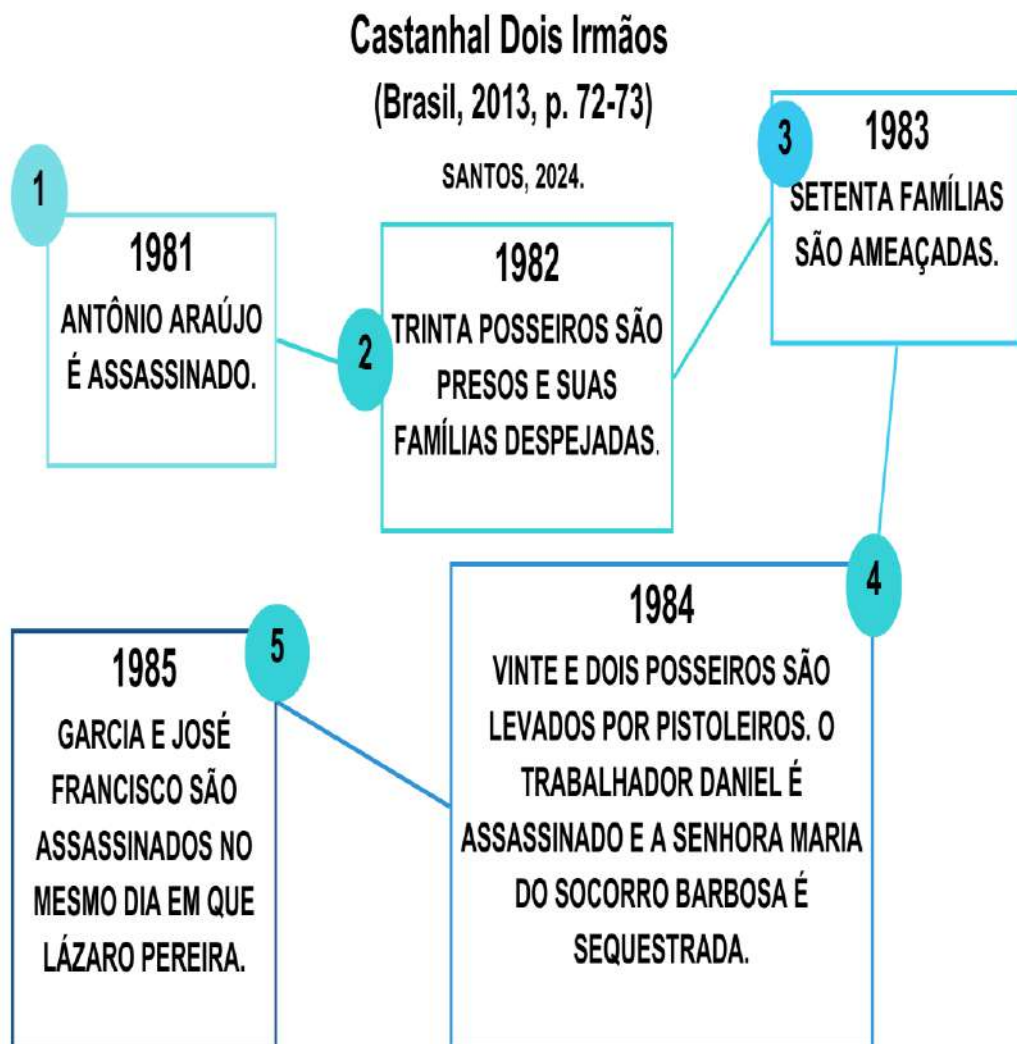 Castanhal Dois Irmãos
(Brasil, 2013, p. 72-73)
SANTOS, 2024.
1
1981
ANTÔNIO ARAÚJO
É ASSASSINADO.
2
1982
TRINTA POSSEIROS SÃO
PRESOS E SUAS
FAMÍLIAS DESPEJADAS.
3
1983
SETENTA FAMÍLIAS
SÃO AMEAÇADAS.
4
1984
VINTE E DOIS POSSEIROS SÃO
LEVADOS POR PISTOLEIROS. O
TRABALHADOR DANIEL É
ASSASSINADO E A SENHORA MARIA
DO SOCORRO BARBOSA É
SEQUESTRADA.
5
1985
GARCIA E JOSÉ
FRANCISCO SÃO
ASSASSINADOS NO
MESMO DIA EM QUE
LÁZARO PEREIRA.